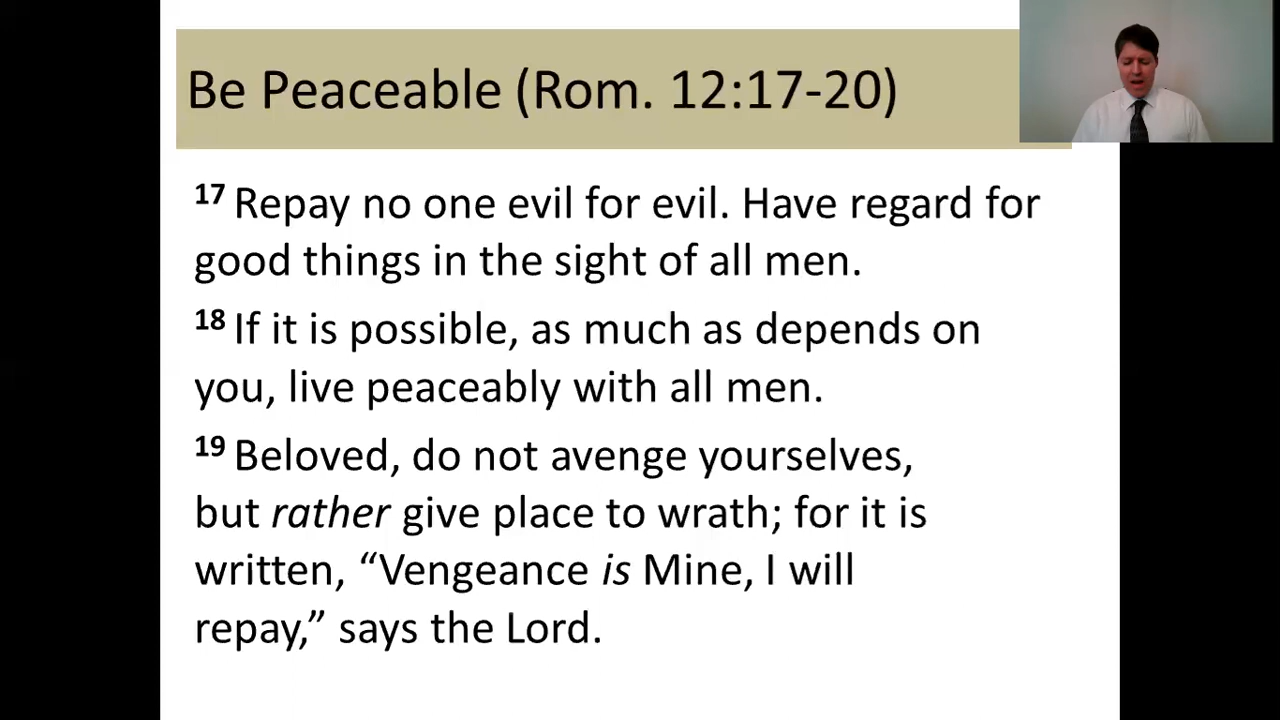 Be Peaceable (Rom. 12:17-20)
17 Repay no one evil for evil. Have regard for
good things in the sight of all men.
18 If it is possible, as much as depends on
you, live peaceably with all men.
19 Beloved, do not avenge yourselves,
but rather give place to wrath; for it is
written, “Vengeance is Mine, I will
repay,” says the Lord.